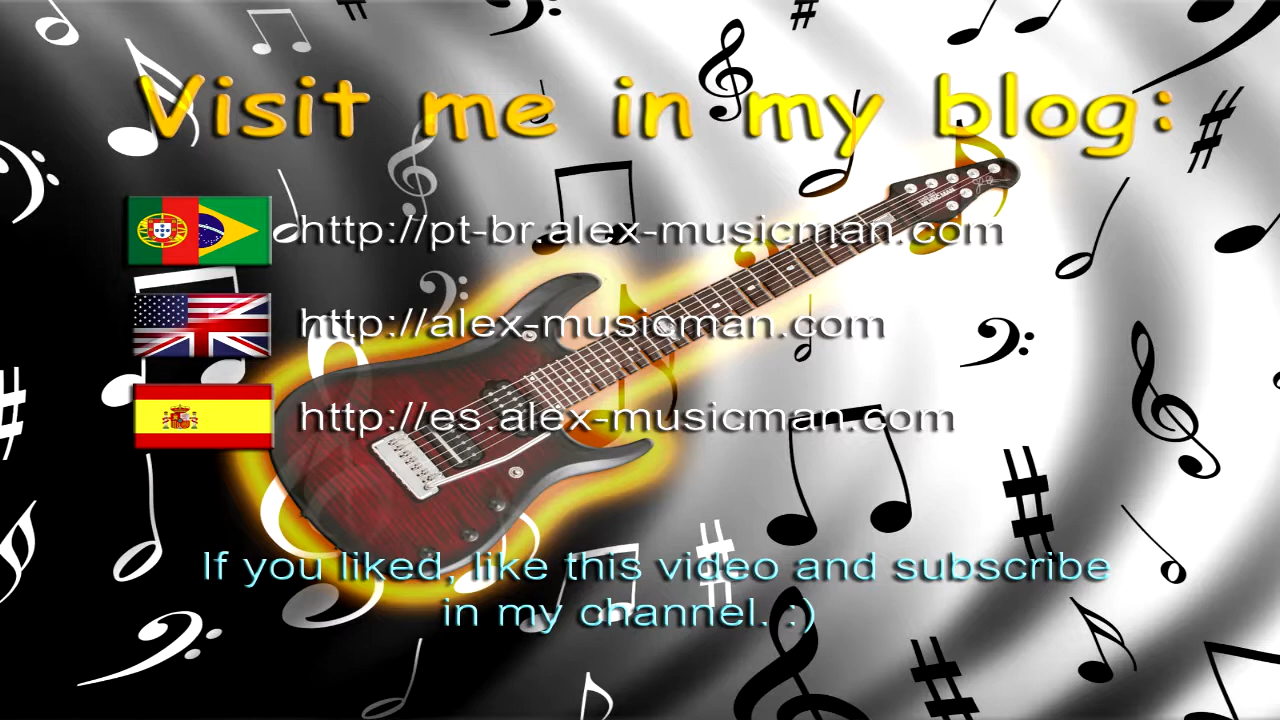 Visit me in my blog:
http://pt-br.alex-musicman.com
http://alex-musicman.com
http://es.alex-musicman.com
If you liked, like this video and subscribe
in my channel. :)